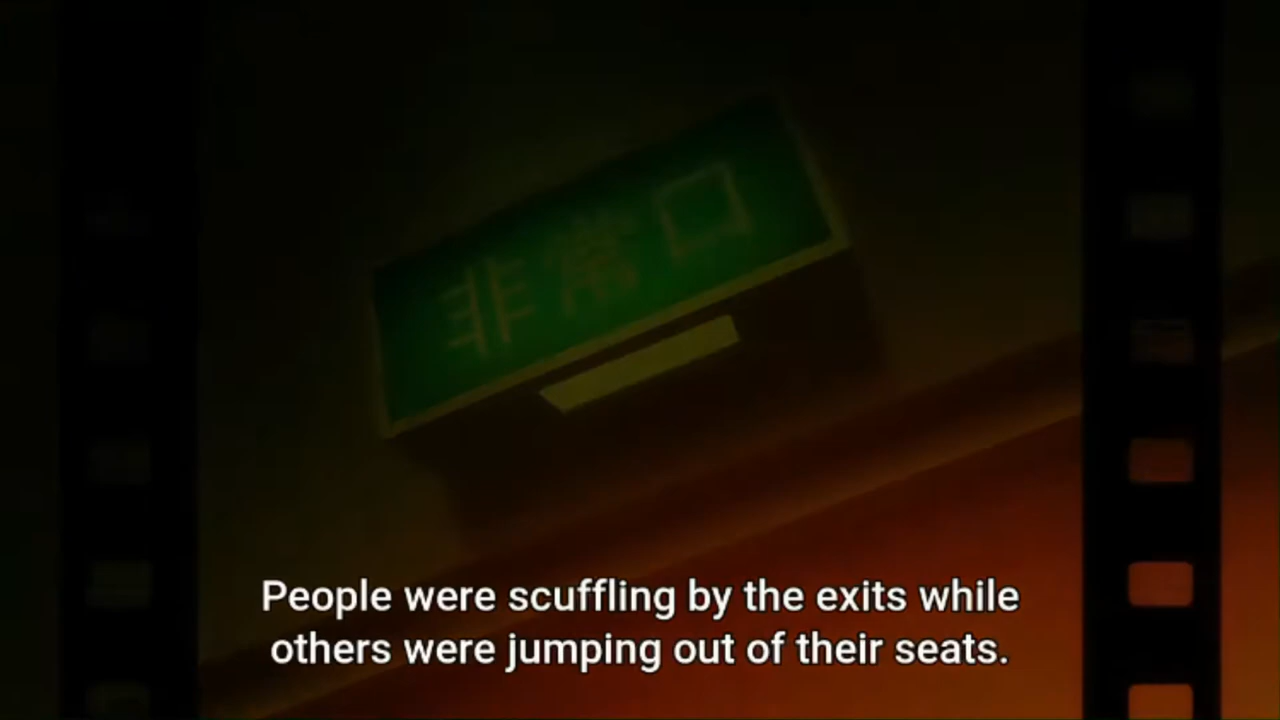 非常口
People were scuffling by the exits while
others were jumping out of their seats.